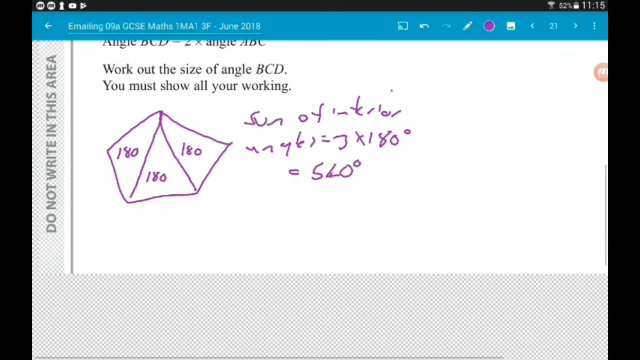 52% 11:15
Emailing 09a GCSE Maths 1MA1 3F - June 2018
21
Angle BCD = 2 × angle ABC
Work out the size of angle BCD.
You must show all your working.
DO NOT WRITE IN THIS AREA
Sum of interior
angles = 3 × 180°
= 540°
180
180
180